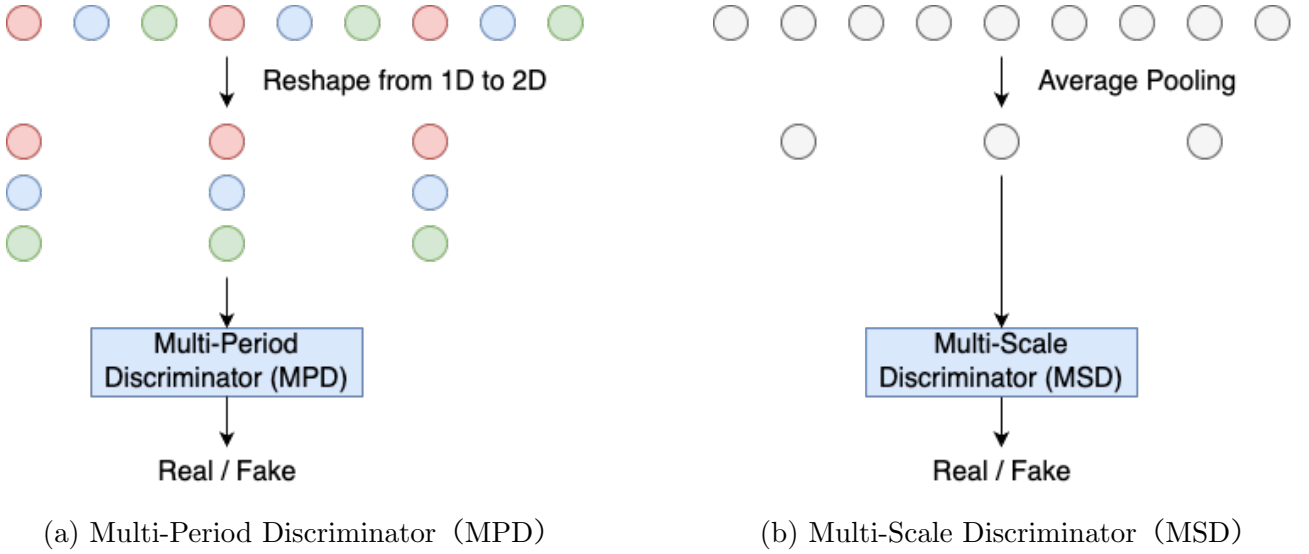 Reshape from 1D to 2D
Multi-Period
Discriminator (MPD)
Real / Fake
(a) Multi-Period Discriminator（MPD）
Average Pooling
Multi-Scale
Discriminator (MSD)
Real / Fake
(b) Multi-Scale Discriminator（MSD）